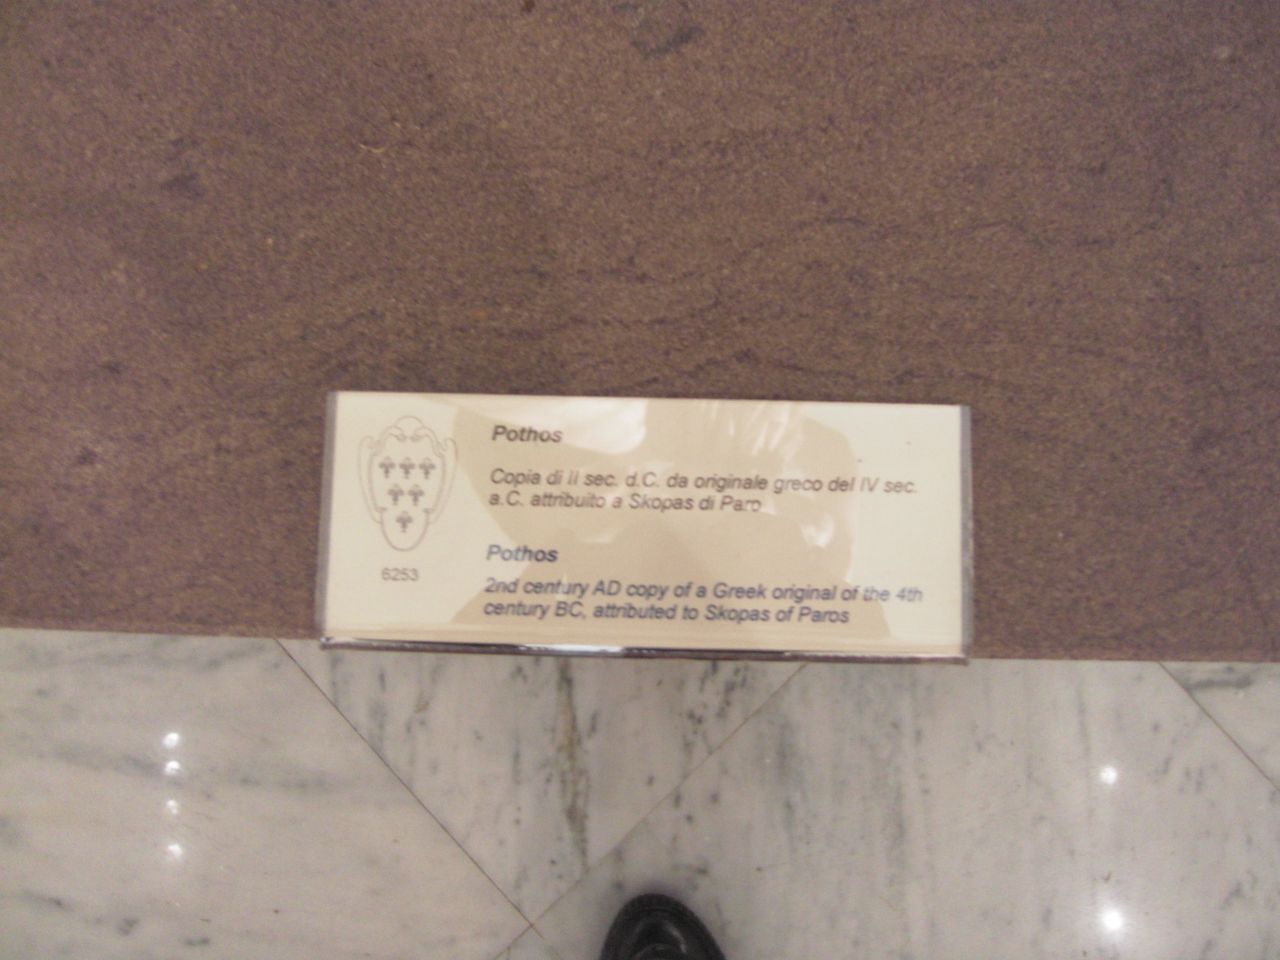 Pothos
Copia di II sec. d.C. da originale greco del IV sec.
a.C. attribuito a Skopas di Paro
Pothos
2nd century AD copy of a Greek original of the 4th
century BC, attributed to Skopas of Paros
6253